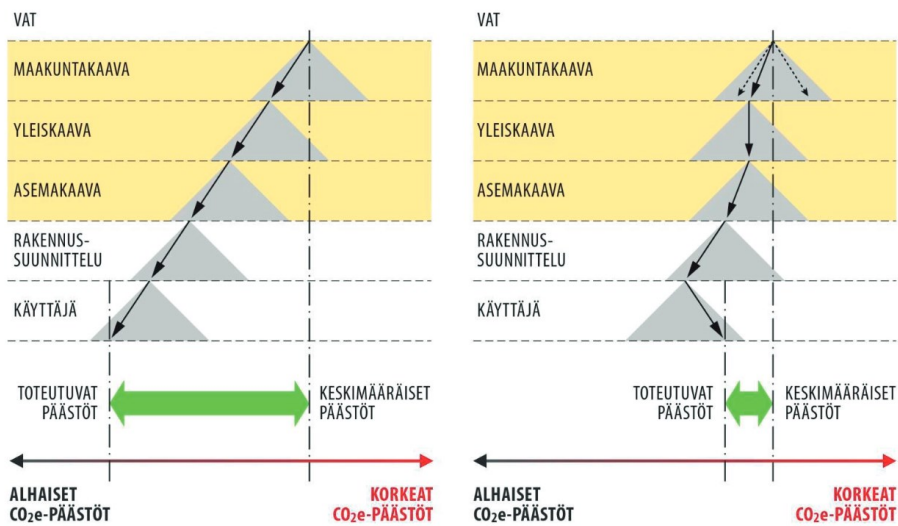 VAT
MAAKUNTAKAAVA
YLEISKAAVA
ASEMAKAAVA
RAKENNUS-
SUUNNITTELU
KÄYTTÄJÄ
TOTEUTUVAT
PÄÄSTÖT
KESKIMÄÄRÄISET
PÄÄSTÖT
ALHAISET
CO₂e-PÄÄSTÖT
KORKEAT
CO₂e-PÄÄSTÖT
VAT
MAAKUNTAKAAVA
YLEISKAAVA
ASEMAKAAVA
RAKENNUS-
SUUNNITTELU
KÄYTTÄJÄ
TOTEUTUVAT
PÄÄSTÖT
KESKIMÄÄRÄISET
PÄÄSTÖT
ALHAISET
CO₂e-PÄÄSTÖT
KORKEAT
CO₂e-PÄÄSTÖT